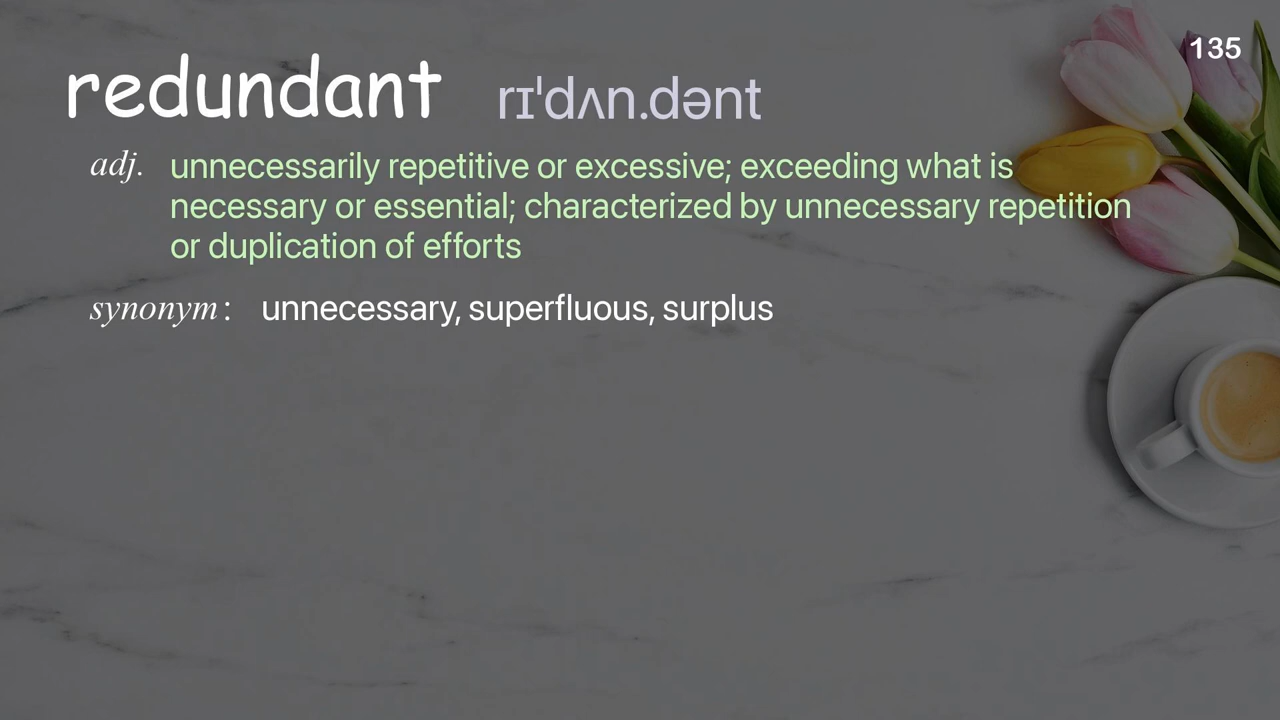 135
redundant rɪˈdʌn.dənt
adj. unnecessarily repetitive or excessive; exceeding what is
necessary or essential; characterized by unnecessary repetition
or duplication of efforts
synonym: unnecessary, superfluous, surplus